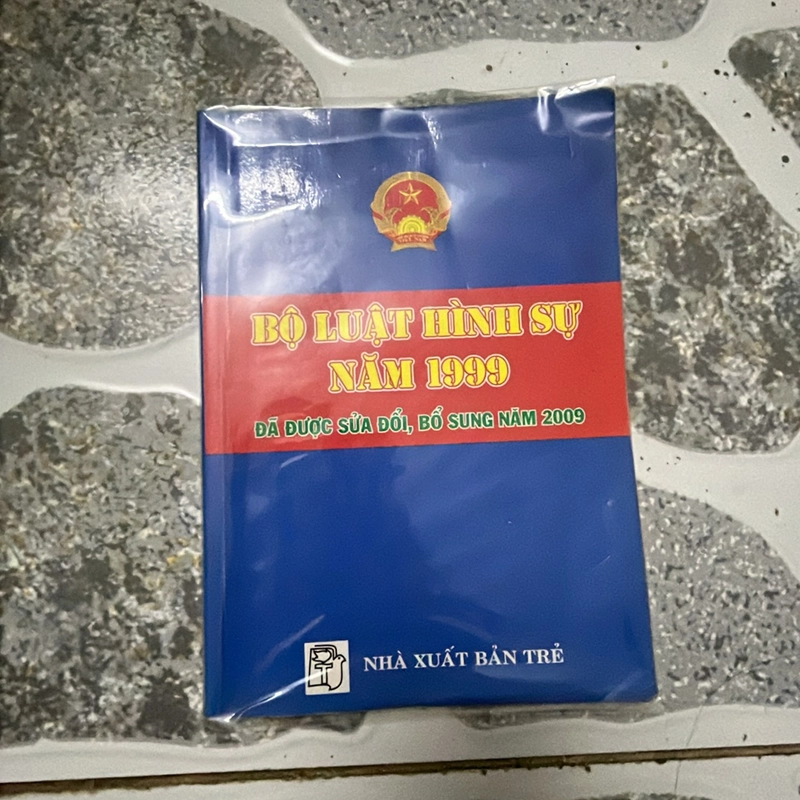 BỘ LUẬT HÌNH SỰ
NĂM 1999
ĐÃ ĐƯỢC SỬA ĐỔI, BỔ SUNG NĂM 2009
NHÀ XUẤT BẢN TRẺ